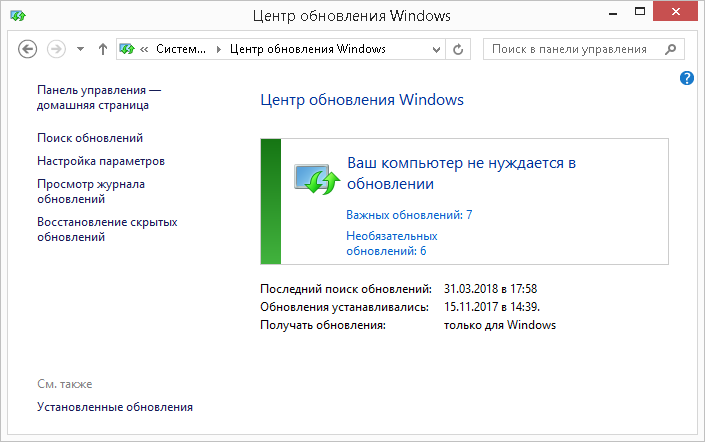 Центр обновления Windows
« Систем... Центр обновления Windows Поиск в панели управления
?
Панель управления —
домашняя страница
Поиск обновлений
Настройка параметров
Просмотр журнала
обновлений
Восстановление скрытых
обновлений
См. также
Установленные обновления
Центр обновления Windows
Ваш компьютер не нуждается в
обновлении
Важных обновлений: 7
Необязательных
обновлений: 6
Последний поиск обновлений: 31.03.2018 в 17:58
Обновления устанавливались: 15.11.2017 в 14:39.
Получать обновления: только для Windows